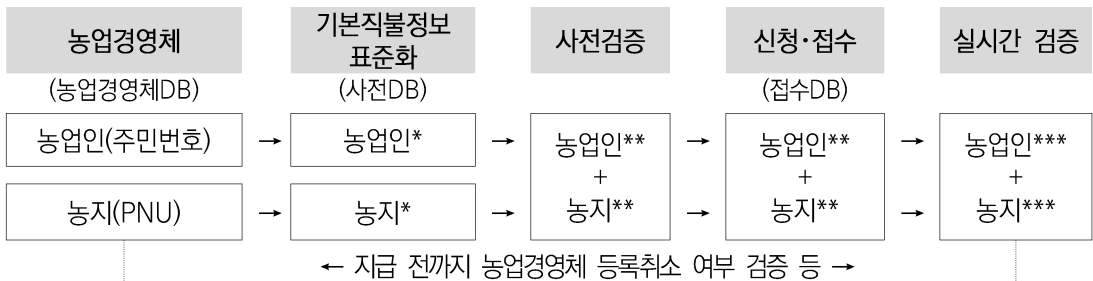 농업경영체
기본직불정보
표준화
사전검증
신청·접수
실시간 검증
(농업경영체DB)
(사전DB)
(접수DB)
농업인(주민번호) → 농업인* → 농업인** → 농업인** → 농업인***
+ + +
농지(PNU) → 농지* → 농지** → 농지** → 농지***
← 지급 전까지 농업경영체 등록취소 여부 검증 등 →